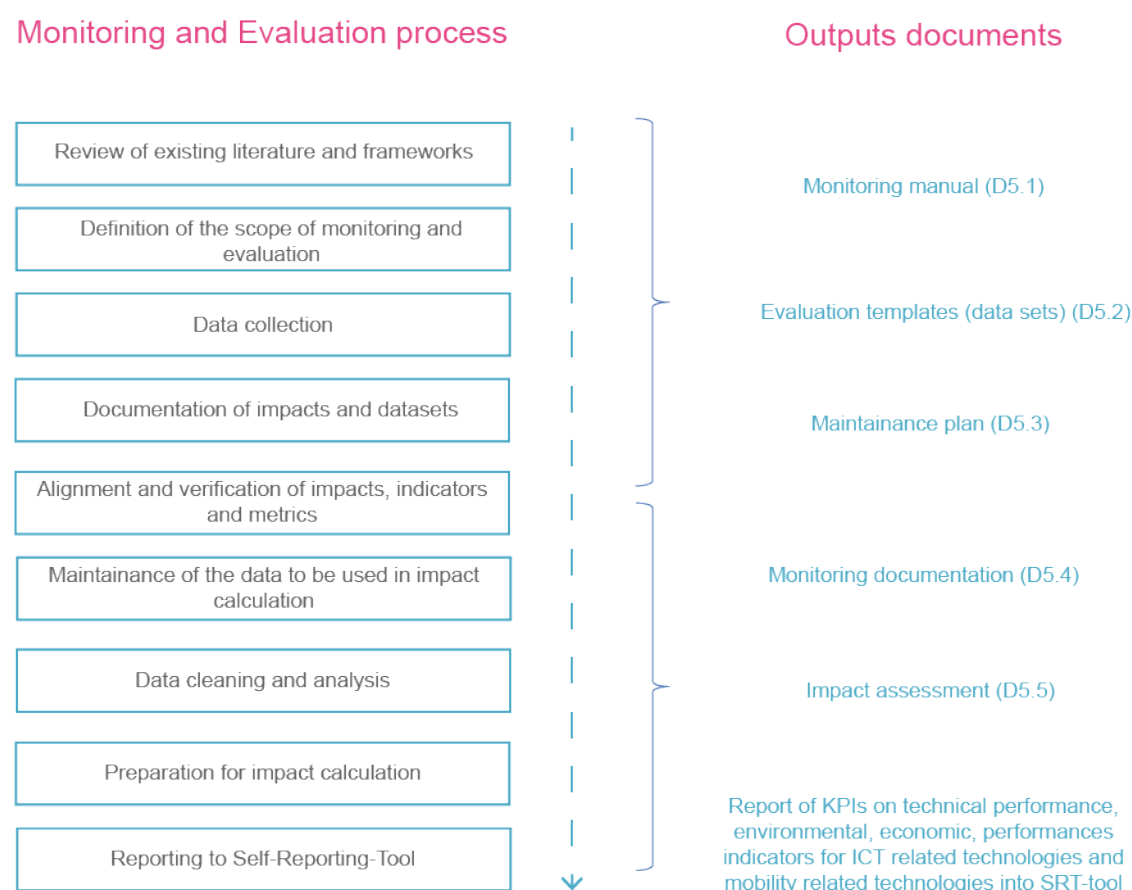 Monitoring and Evaluation process
Outputs documents
Review of existing literature and frameworks
Definition of the scope of monitoring and
evaluation
Data collection
Documentation of impacts and datasets
Alignment and verification of impacts, indicators
and metrics
Maintainance of the data to be used in impact
calculation
Data cleaning and analysis
Preparation for impact calculation
Reporting to Self-Reporting-Tool
Monitoring manual (D5.1)
Evaluation templates (data sets) (D5.2)
Maintainance plan (D5.3)
Monitoring documentation (D5.4)
Impact assessment (D5.5)
Report of KPIs on technical performance,
environmental, economic, performances
indicators for ICT related technologies and
mobility related technologies into SRT-tool